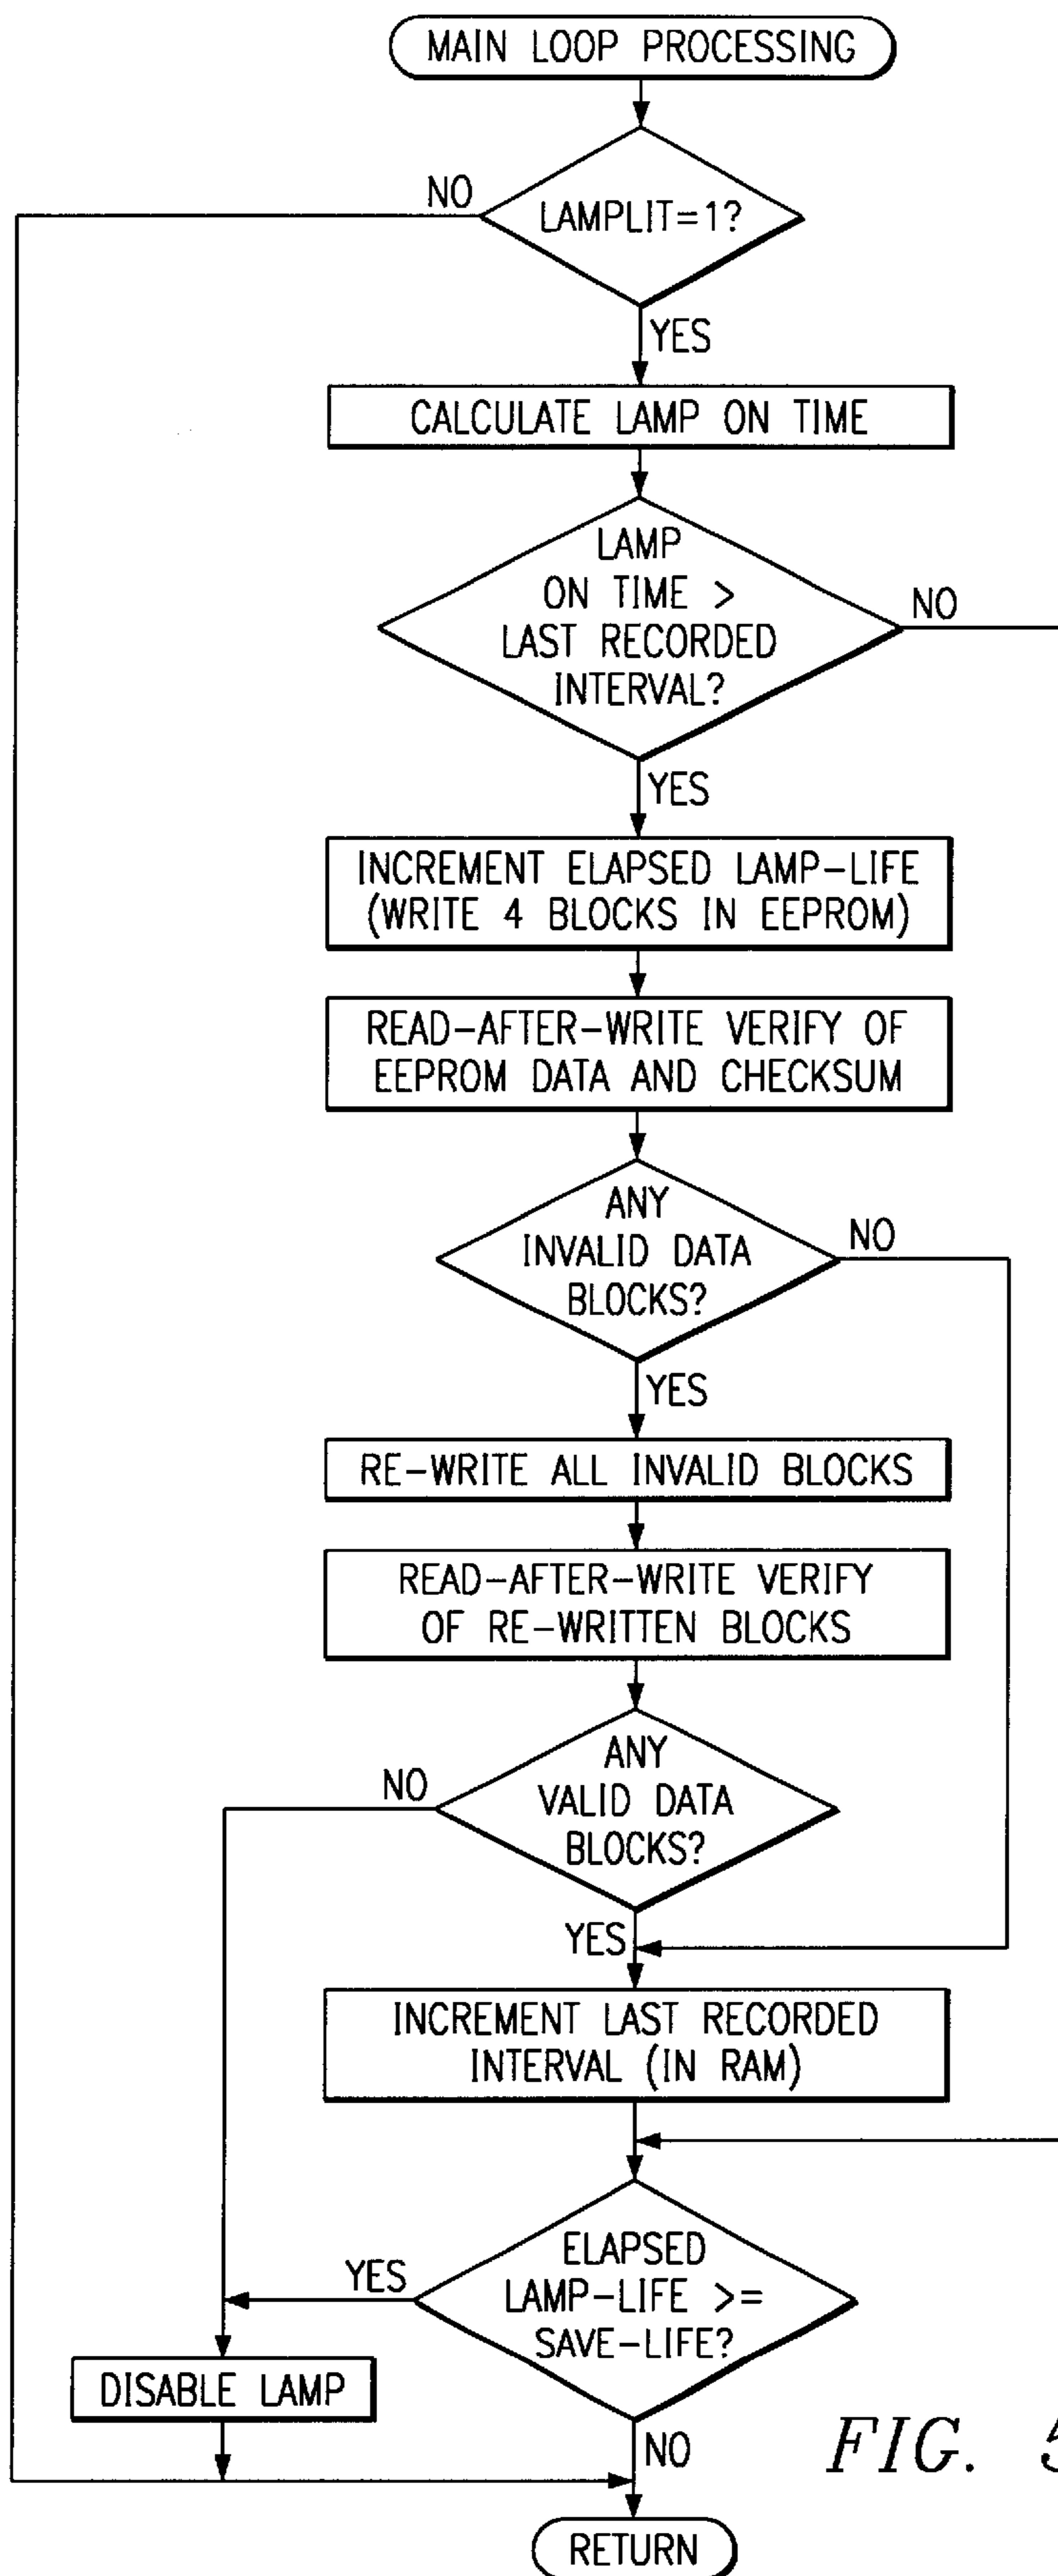 MAIN LOOP PROCESSING
NO
LAMPLIT=1?
YES
CALCULATE LAMP ON TIME
LAMP
ON TIME >
LAST RECORDED
INTERVAL?
NO
YES
INCREMENT ELAPSED LAMP-LIFE
(WRITE 4 BLOCKS IN EEPROM)
READ-AFTER-WRITE VERIFY OF
EEPROM DATA AND CHECKSUM
ANY
INVALID DATA
BLOCKS?
NO
YES
RE-WRITE ALL INVALID BLOCKS
READ-AFTER-WRITE VERIFY
OF RE-WRITTEN BLOCKS
ANY
VALID DATA
BLOCKS?
NO
YES
INCREMENT LAST RECORDED
INTERVAL (IN RAM)
ELAPSED
LAMP-LIFE >=
SAVE-LIFE?
YES
DISABLE LAMP
NO
FIG. 5
RETURN